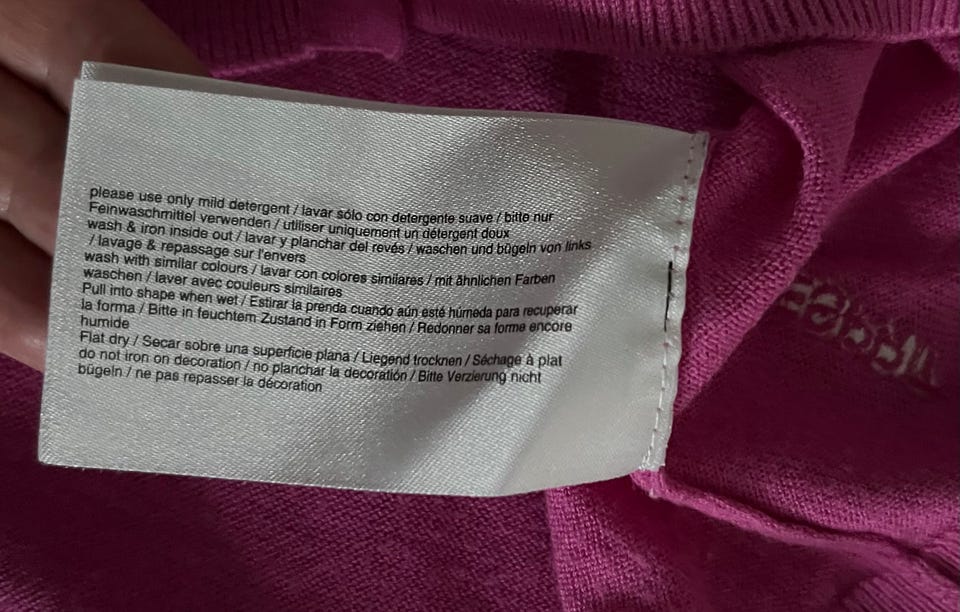 please use only mild detergent / lavar sólo con detergente suave / bitte nur
Feinwaschmittel verwenden / utiliser uniquement un détergent doux
wash & iron inside out / lavar y planchar del revés / waschen und bügeln von links
/ lavage & repassage sur l'envers
wash with similar colours / lavar con colores similares / mit ähnlichen Farben
waschen / laver avec couleurs similaires
Pull into shape when wet / Estirar la prenda cuando aún esté húmeda para recuperar
la forma / Bitte in feuchtem Zustand in Form ziehen / Redonner sa forme encore
humide
Flat dry / Secar sobre una superficie plana / Liegend trocknen / Séchage à plat
do not iron on decoration / no planchar la decoration / Bitte Verzierung nicht
bügeln / ne pas repasser la décoration